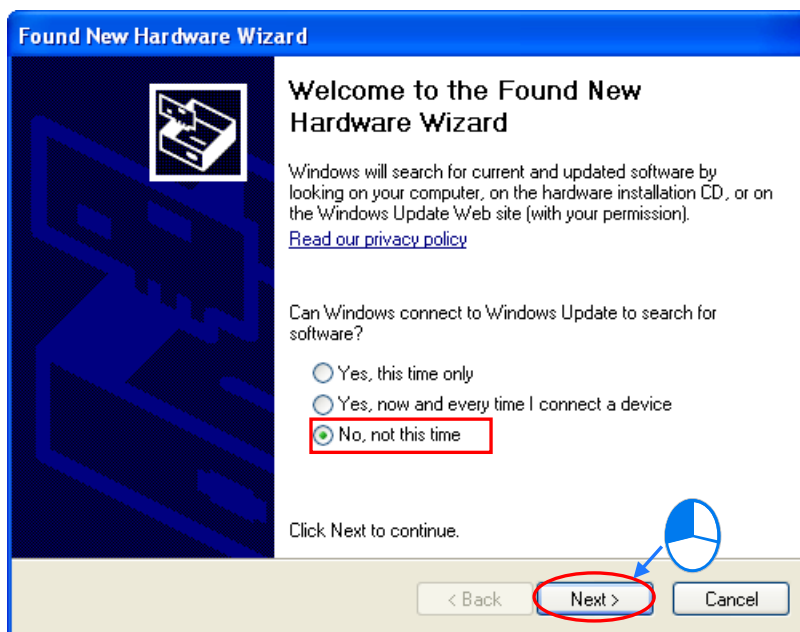 Found New Hardware Wizard
Welcome to the Found New
Hardware Wizard
Windows will search for current and updated software by
looking on your computer, on the hardware installation CD, or on
the Windows Update Web site (with your permission).
Read our privacy policy
Can Windows connect to Windows Update to search for
software?
Yes, this time only
Yes, now and every time I connect a device
No, not this time
Click Next to continue.
< Back
Next >
Cancel